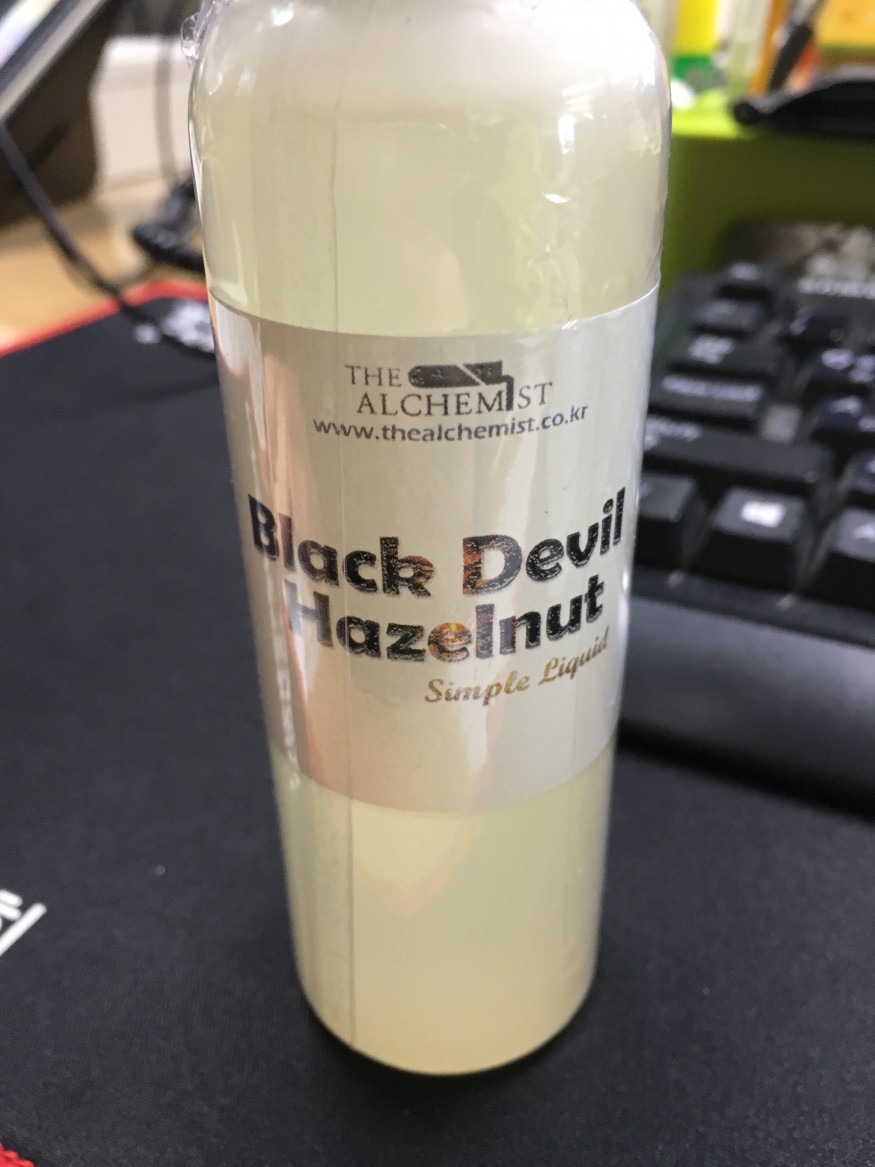 THE
ALCHEMIST
www.thealchemist.co.kr
Black Devil
Hazelnut
Simple Liquid